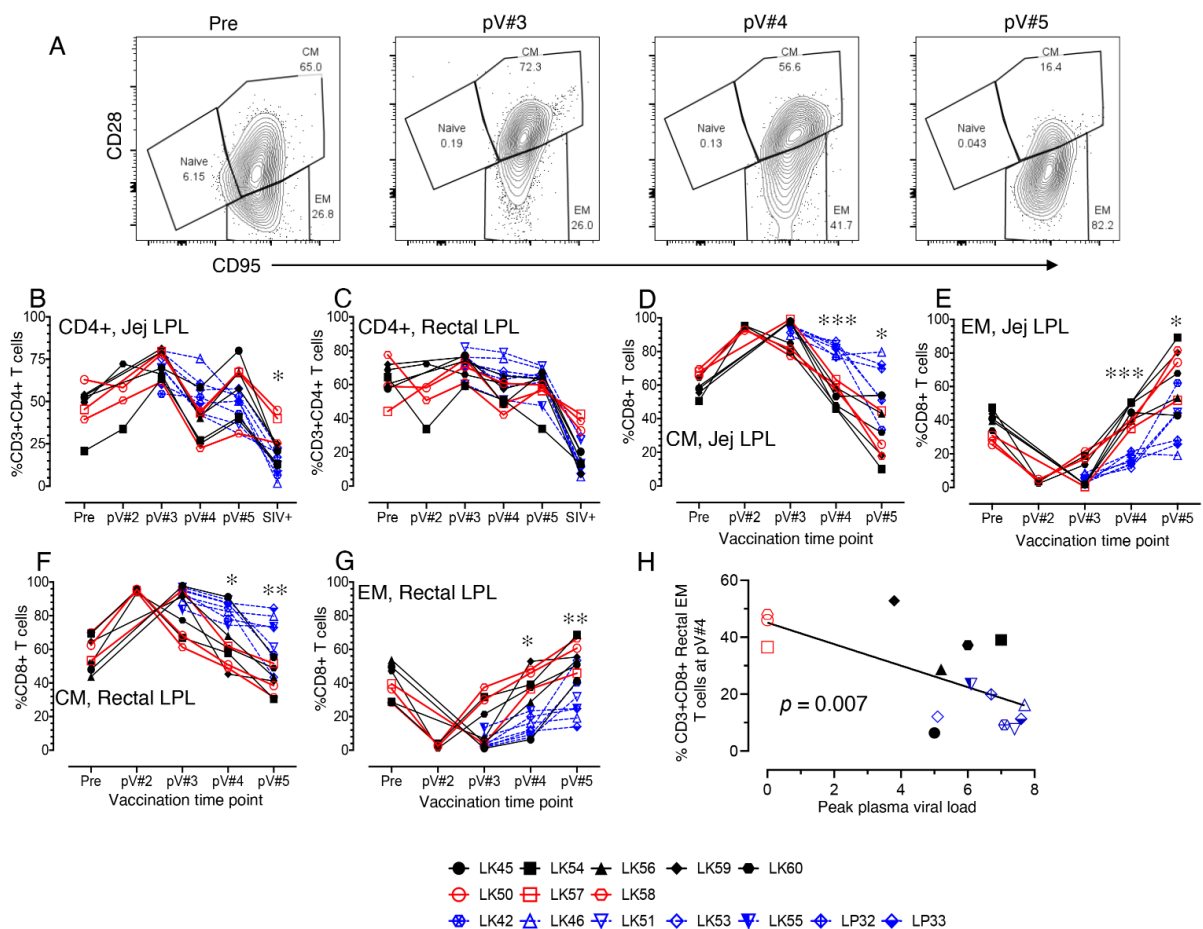 Pre pV#3 pV#4 pV#5
A
CM
65.0
CM
72.3
CM
56.6
CM
16.4
CD28
Naive
6.15
Naive
0.19
Naive
0.13
Naive
0.043
EM
26.8
EM
26.0
EM
41.7
EM
82.2
CD95
B
CD4+, Jej LPL
%CD3+CD4+ T cells
100
75
50
25
0
Pre pV#2 pV#3 pV#4 pV#5 SIV+
*
C
CD4+, Rectal LPL
%CD3+CD4+ T cells
100
80
60
40
20
0
Pre pV#2 pV#3 pV#4 pV#5 SIV+
D
*** *
%CD8+ T cells
100
80
60
40
20
0
CM, Jej LPL
Pre pV#2 pV#3 pV#4 pV#5
Vaccination time point
E
EM, Jej LPL
*** *
%CD8+ T cells
100
80
60
40
20
0
Pre pV#2 pV#3 pV#4 pV#5
Vaccination time point
F
* **
%CD8+ T cells
100
80
60
40
20
0
CM, Rectal LPL
Pre pV#2 pV#3 pV#4 pV#5
Vaccination time point
G
EM, Rectal LPL
* **
%CD8+ T cells
100
80
60
40
20
0
Pre pV#2 pV#3 pV#4 pV#5
Vaccination time point
H
% CD3+CD8+ Rectal EM
T cells at pV#4
60
40
20
0
p = 0.007
0 2 4 6 8
Peak plasma viral load
LK45 LK54 LK56 LK59 LK60
LK50 LK57 LK58
LK42 LK46 LK51 LK53 LK55 LP32 LP33